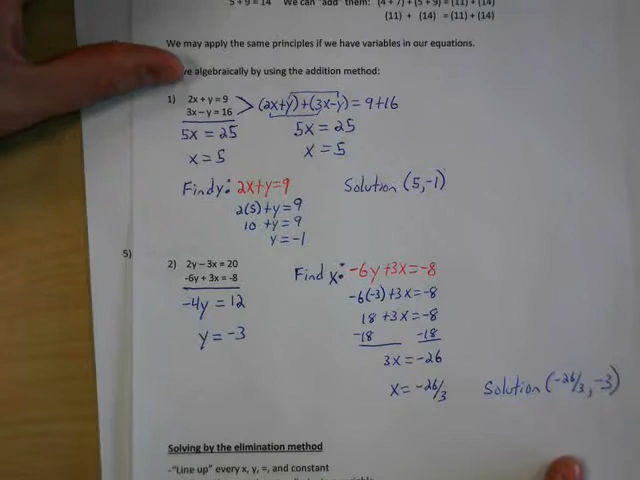 5 + 9 = 14 We can "add" them: (4 + 7) + (5 + 9) = (11) + (14)
(11) + (14) = (11) + (14)
We may apply the same principles if we have variables in our equations.
ve algebraically by using the addition method:
1) 2x + y = 9
3x – y = 16
(2x+y)+(3x-y)=9+16
5x = 25
5x = 25
x = 5
x = 5
Find y: 2x+y=9
Solution (5,-1)
2(5)+y=9
10 +y=9
y=-1
5)
2) 2y – 3x = 20
-6y + 3x = -8
-4y = 12
y = -3
Find x: -6y+3x=-8
-6(-3)+3x=-8
18 +3x=-8
-18 -18
3x = -26
x = -26/3
Solution (-26/3, -3)
Solving by the elimination method
-"Line up" every x, y, =, and constant